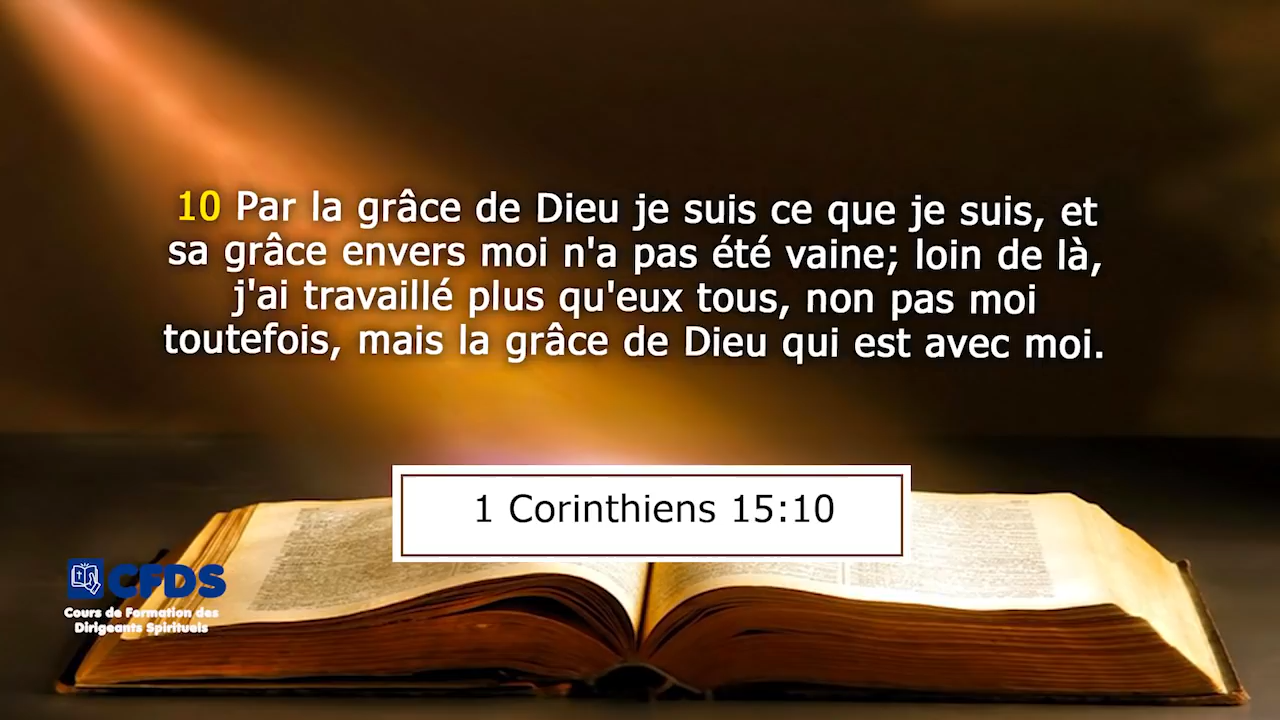 10 Par la grâce de Dieu je suis ce que je suis, et
sa grâce envers moi n'a pas été vaine; loin de là,
j'ai travaillé plus qu'eux tous, non pas moi
toutefois, mais la grâce de Dieu qui est avec moi.
1 Corinthiens 15:10
CFDS
Cours de Formation des
Dirigeants Spirituels